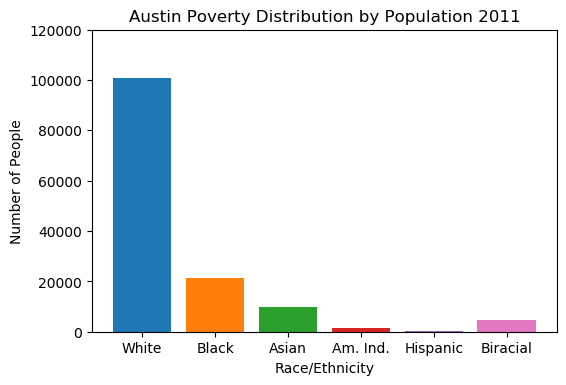 Austin Poverty Distribution by Population 2011
120000
100000
80000
60000
40000
20000
0
Number of People
White Black Asian Am. Ind. Hispanic Biracial
Race/Ethnicity